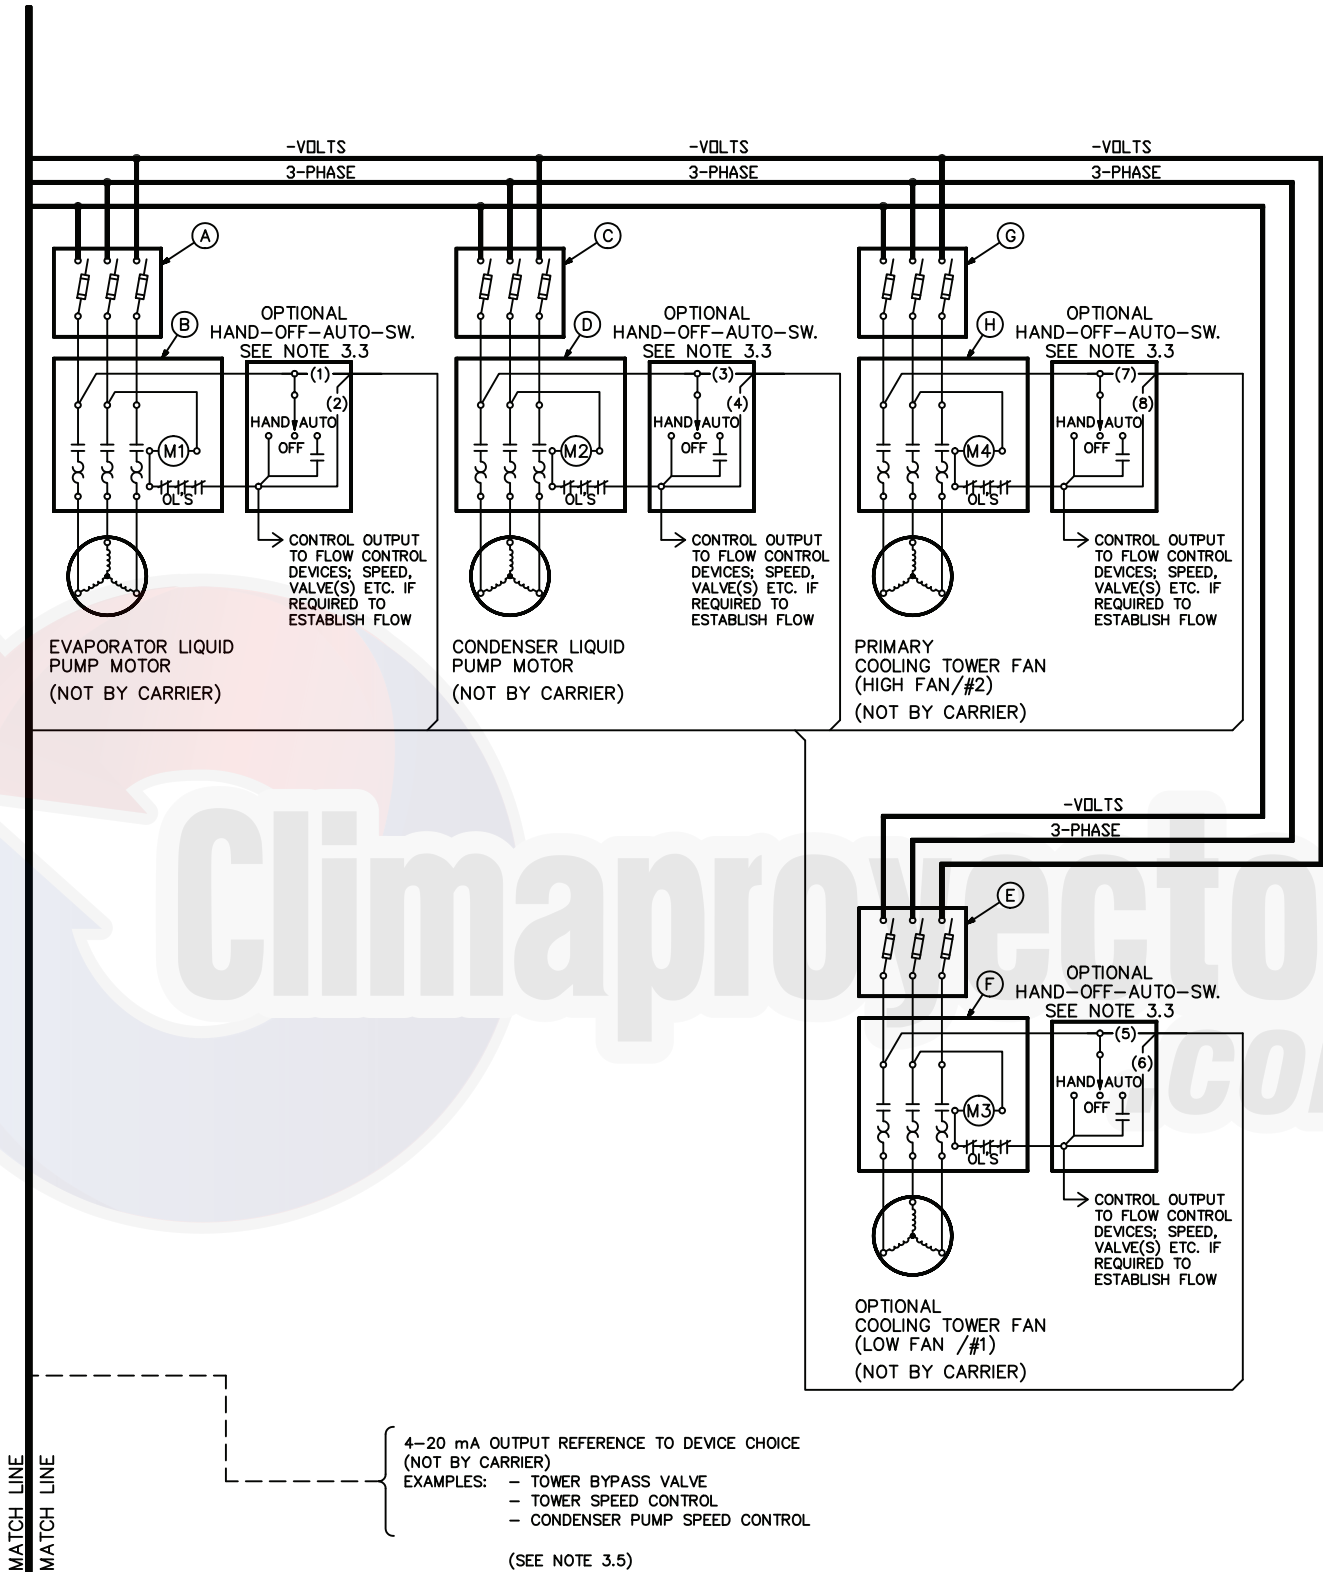 -VOLTS
3-PHASE
-VOLTS
3-PHASE
-VOLTS
3-PHASE
A
B
OPTIONAL
HAND-OFF-AUTO-SW.
SEE NOTE 3.3
(1)
(2)
HAND AUTO
OFF
M1
OL'S
CONTROL OUTPUT
TO FLOW CONTROL
DEVICES; SPEED,
VALVE(S) ETC. IF
REQUIRED TO
ESTABLISH FLOW
EVAPORATOR LIQUID
PUMP MOTOR
(NOT BY CARRIER)
C
D
OPTIONAL
HAND-OFF-AUTO-SW.
SEE NOTE 3.3
(3)
(4)
HAND AUTO
OFF
M2
OL'S
CONTROL OUTPUT
TO FLOW CONTROL
DEVICES; SPEED,
VALVE(S) ETC. IF
REQUIRED TO
ESTABLISH FLOW
CONDENSER LIQUID
PUMP MOTOR
(NOT BY CARRIER)
G
H
OPTIONAL
HAND-OFF-AUTO-SW.
SEE NOTE 3.3
(7)
(8)
HAND AUTO
OFF
M4
OL'S
CONTROL OUTPUT
TO FLOW CONTROL
DEVICES; SPEED,
VALVE(S) ETC. IF
REQUIRED TO
ESTABLISH FLOW
PRIMARY
COOLING TOWER FAN
(HIGH FAN/#2)
(NOT BY CARRIER)
-VOLTS
3-PHASE
E
F
OPTIONAL
HAND-OFF-AUTO-SW.
SEE NOTE 3.3
(5)
(6)
HAND AUTO
OFF
M3
OL'S
CONTROL OUTPUT
TO FLOW CONTROL
DEVICES; SPEED,
VALVE(S) ETC. IF
REQUIRED TO
ESTABLISH FLOW
OPTIONAL
COOLING TOWER FAN
(LOW FAN /#1)
(NOT BY CARRIER)
Climaproyecto
.co
4-20 mA OUTPUT REFERENCE TO DEVICE CHOICE
(NOT BY CARRIER)
EXAMPLES: - TOWER BYPASS VALVE
- TOWER SPEED CONTROL
- CONDENSER PUMP SPEED CONTROL
(SEE NOTE 3.5)
MATCH LINE
MATCH LINE